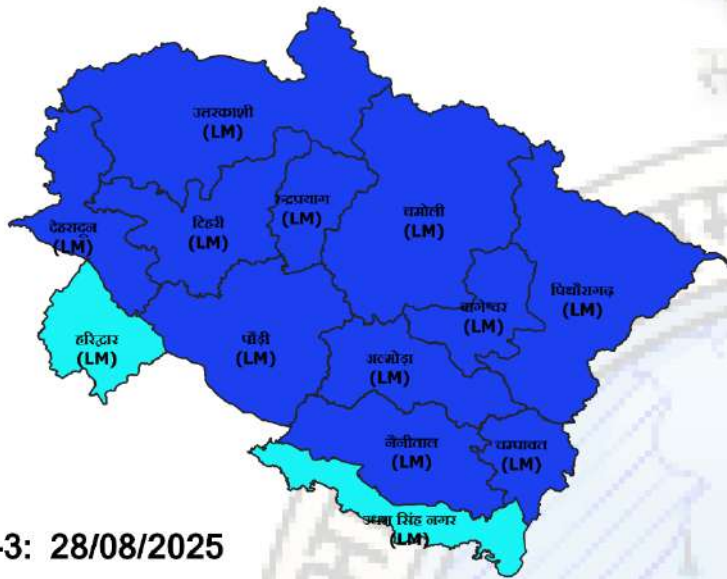 उत्तरकाशी
(LM)
रुद्रप्रयाग
(LM)
टिहरी
(LM)
चमोली
(LM)
देहरादून
(LM)
पिथौरागढ़
(LM)
बागेश्वर
(LM)
हरिद्वार
(LM)
पौड़ी
(LM)
अल्मोड़ा
(LM)
नैनीताल
(LM)
चम्पावत
(LM)
उधम सिंह नगर
(LM)
-3: 28/08/2025